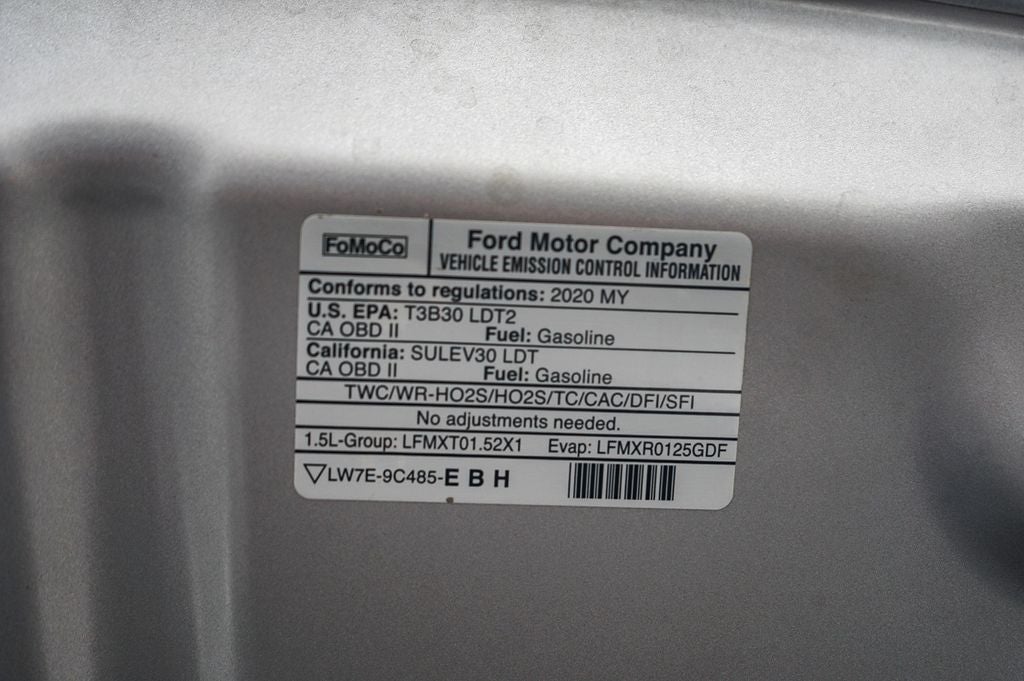 FoMoCo
Ford Motor Company
VEHICLE EMISSION CONTROL INFORMATION
Conforms to regulations: 2020 MY
U.S. EPA: T3B30 LDT2
CA OBD II Fuel: Gasoline
California: SULEV30 LDT
CA OBD II Fuel: Gasoline
TWC/WR-HO2S/HO2S/TC/CAC/DFI/SFI
No adjustments needed.
1.5L-Group: LFMXT01.52X1 Evap: LFMXR0125GDF
LW7E-9C485-E B H